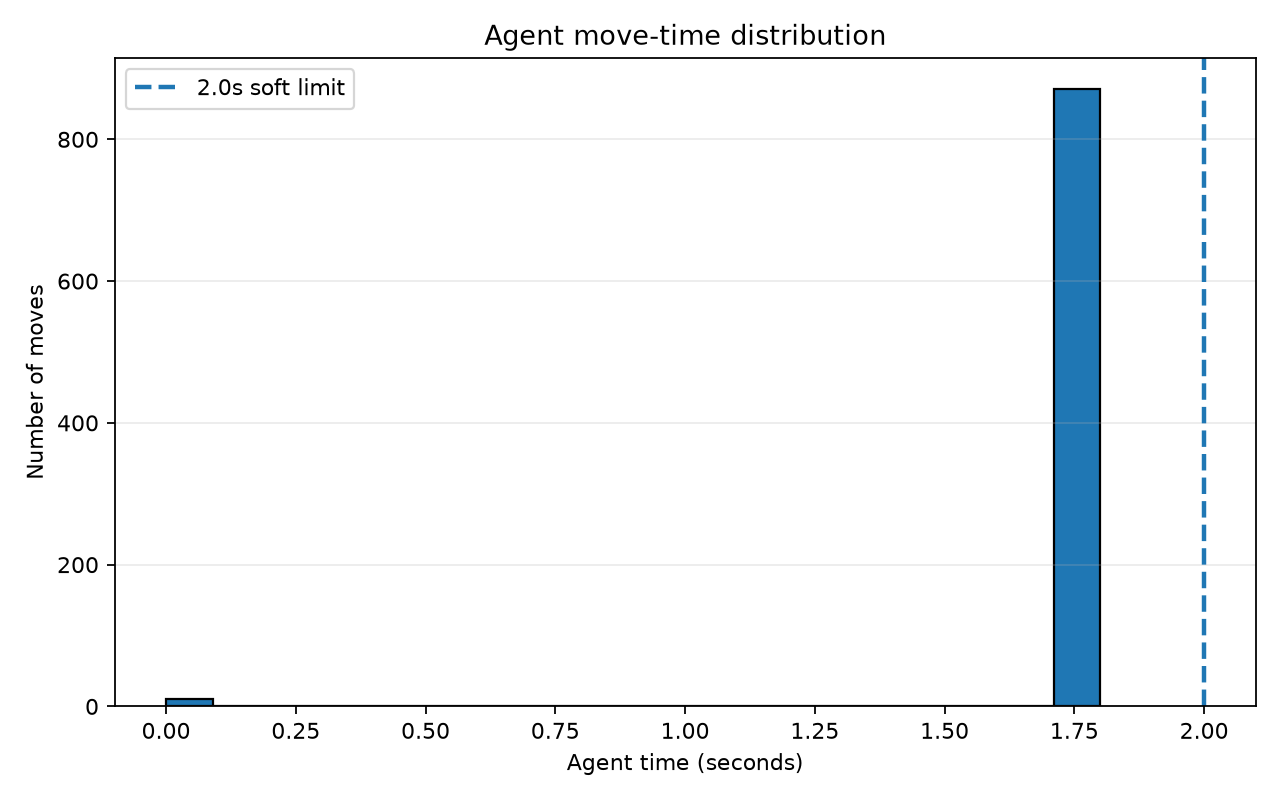 Agent move-time distribution
2.0s soft limit
Number of moves
800
600
400
200
0
0.00 0.25 0.50 0.75 1.00 1.25 1.50 1.75 2.00
Agent time (seconds)